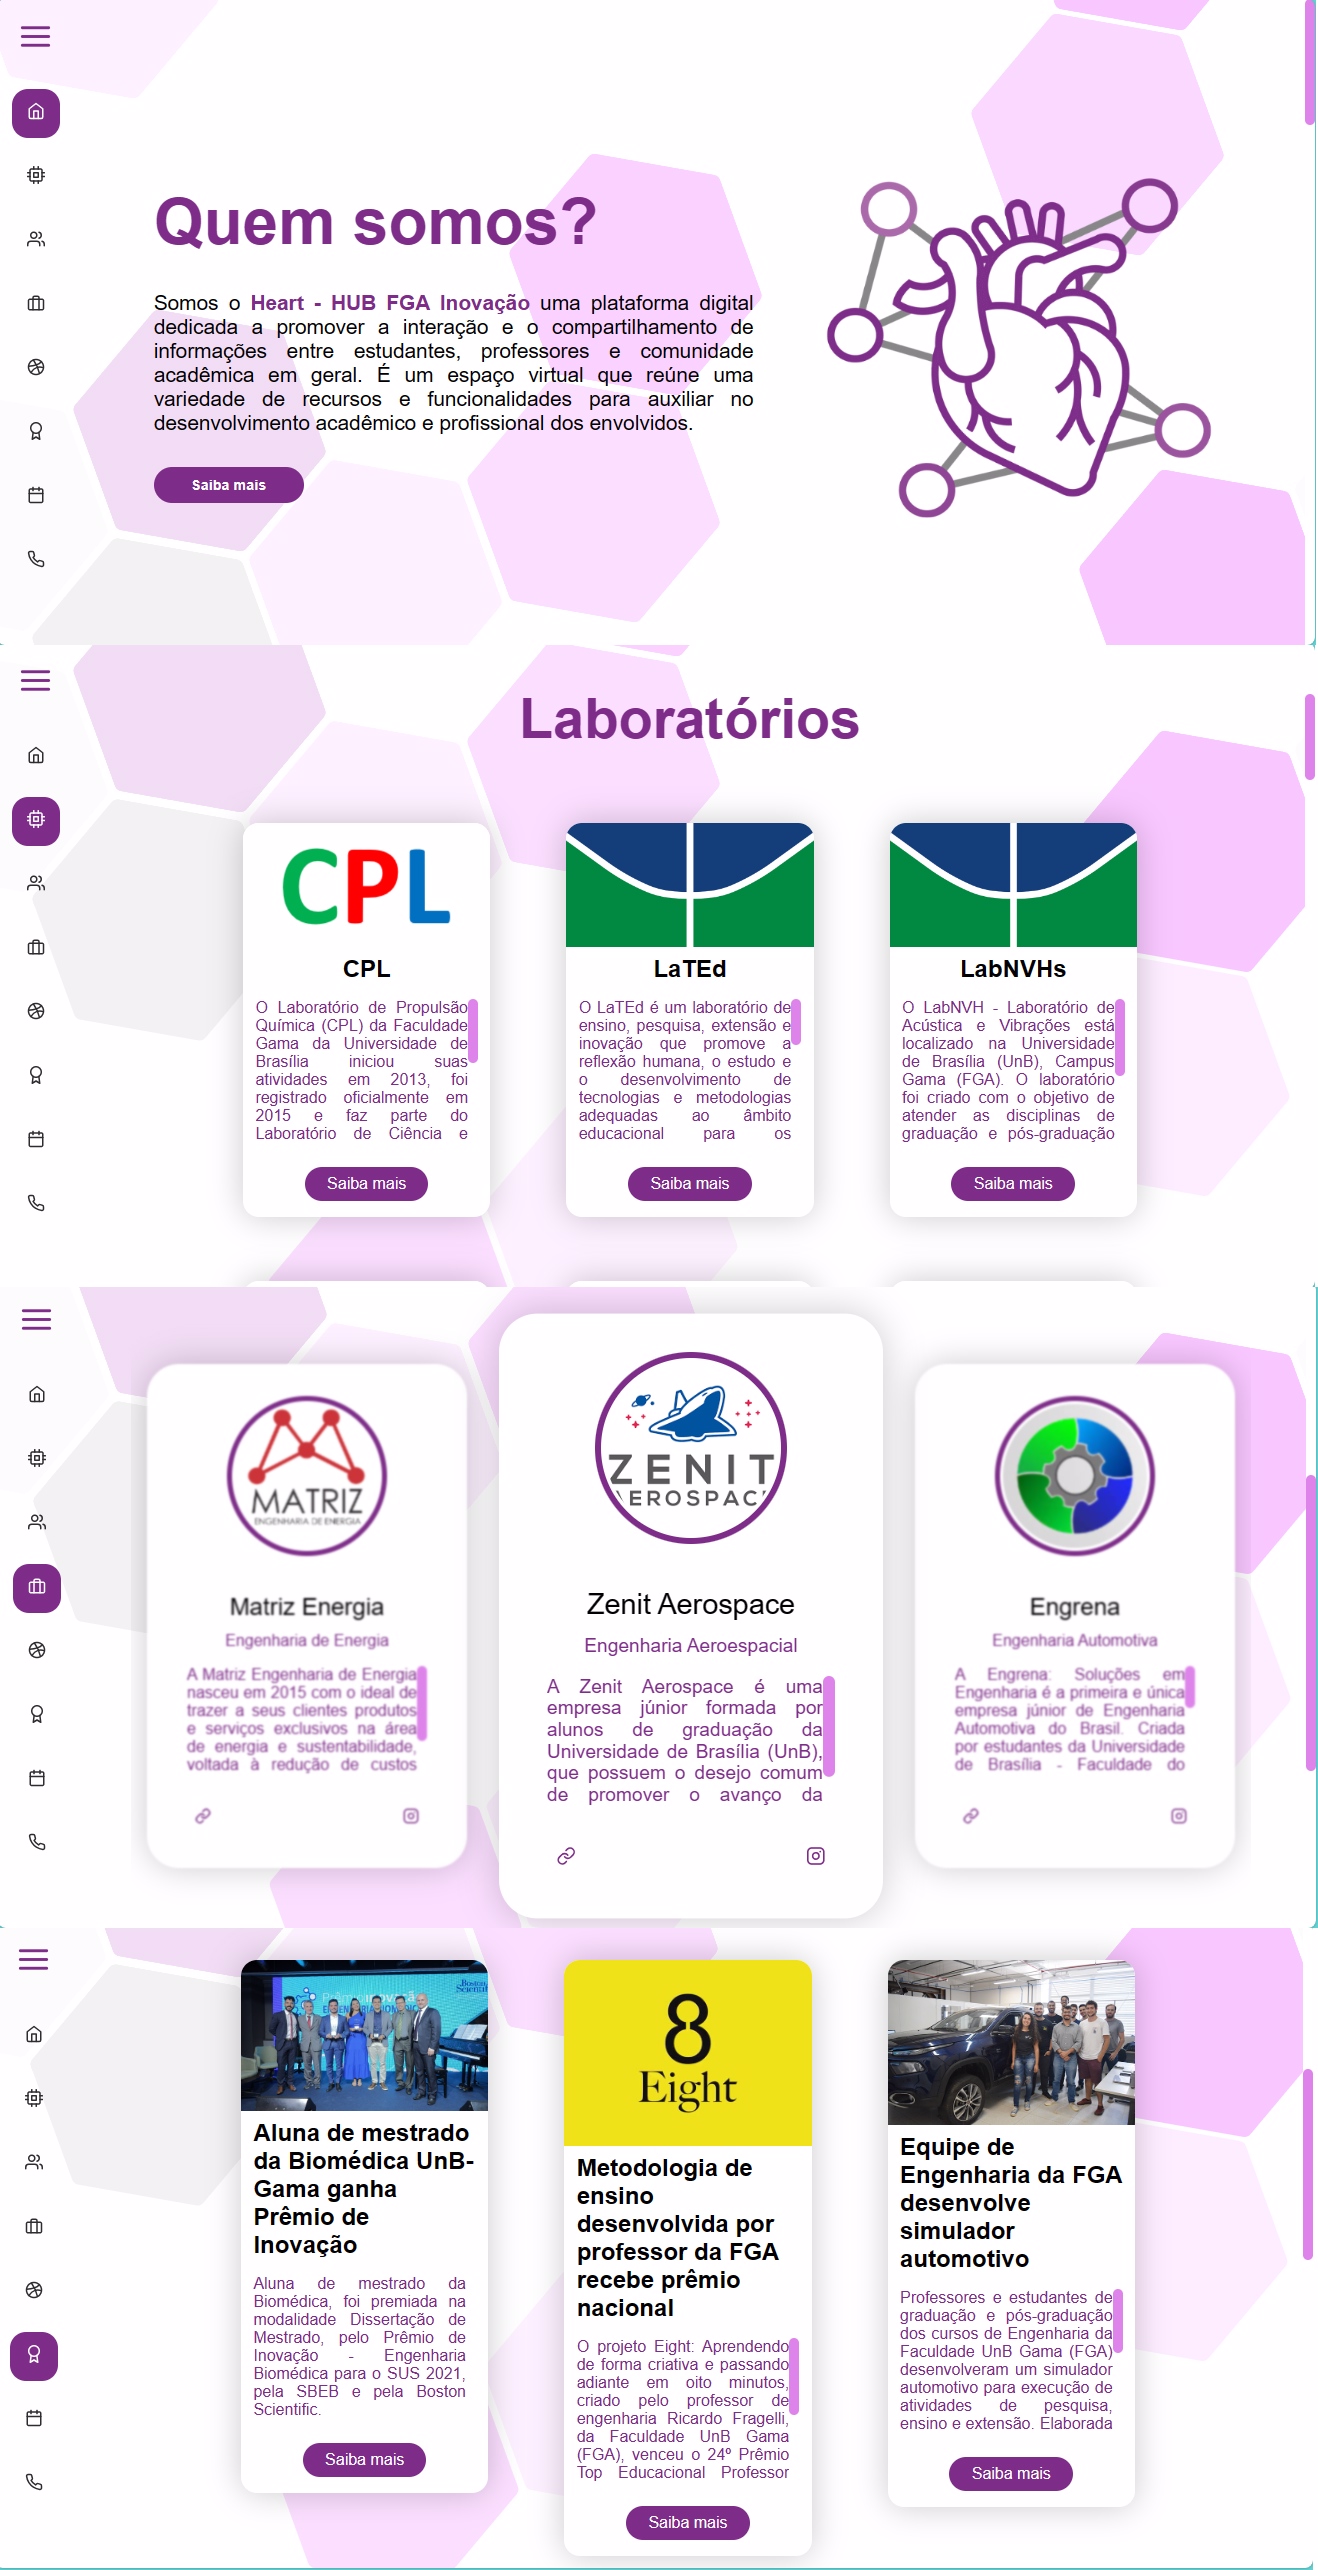 Quem somos?
Somos o Heart - HUB FGA Inovação uma plataforma digital
dedicada a promover a interação e o compartilhamento de
informações entre estudantes, professores e comunidade
acadêmica em geral. É um espaço virtual que reúne uma
variedade de recursos e funcionalidades para auxiliar no
desenvolvimento acadêmico e profissional dos envolvidos.
Saiba mais
Laboratórios
CPL
CPL
O Laboratório de Propulsão
Química (CPL) da Faculdade
Gama da Universidade de
Brasília iniciou suas
atividades em 2013, foi
registrado oficialmente em
2015 e faz parte do
Laboratório de Ciência e
Saiba mais
LaTEd
O LaTEd é um laboratório de
ensino, pesquisa, extensão e
inovação que promove a
reflexão humana, o estudo e
o desenvolvimento de
tecnologias e metodologias
adequadas ao âmbito
educacional para os
Saiba mais
LabNVHs
O LabNVH - Laboratório de
Acústica e Vibrações está
localizado na Universidade
de Brasília (UnB), Campus
Gama (FGA). O laboratório
foi criado com o objetivo de
atender as disciplinas de
graduação e pós-graduação
Saiba mais
MATRIZ
ENGENHARIA DE ENERGIA
Matriz Energia
Engenharia de Energia
A Matriz Engenharia de Energia
nasceu em 2015 com o ideal de
trazer a seus clientes produtos
e serviços exclusivos na área
de energia e sustentabilidade,
voltada à redução de custos
ZENIT
AEROSPACE
Zenit Aerospace
Engenharia Aeroespacial
A Zenit Aerospace é uma
empresa júnior formada por
alunos de graduação da
Universidade de Brasília (UnB),
que possuem o desejo comum
de promover o avanço da
Engrena
Engenharia Automotiva
A Engrena: Soluções em
Engenharia é a primeira e única
empresa júnior de Engenharia
Automotiva do Brasil. Criada
por estudantes da Universidade
de Brasília - Faculdade do
Aluna de mestrado
da Biomédica UnB-
Gama ganha
Prêmio de
Inovação
Aluna de mestrado da
Biomédica, foi premiada na
modalidade Dissertação de
Mestrado, pelo Prêmio de
Inovação - Engenharia
Biomédica para o SUS 2021,
pela SBEB e pela Boston
Scientific.
Saiba mais
8
Eight
Metodologia de
ensino
desenvolvida por
professor da FGA
recebe prêmio
nacional
O projeto Eight: Aprendendo
de forma criativa e passando
adiante em oito minutos,
criado pelo professor de
engenharia Ricardo Fragelli,
da Faculdade UnB Gama
(FGA), venceu o 24º Prêmio
Top Educacional Professor
Saiba mais
Equipe de
Engenharia da FGA
desenvolve
simulador
automotivo
Professores e estudantes de
graduação e pós-graduação
dos cursos de Engenharia da
Faculdade UnB Gama (FGA)
desenvolveram um simulador
automotivo para execução de
atividades de pesquisa,
ensino e extensão. Elaborada
Saiba mais